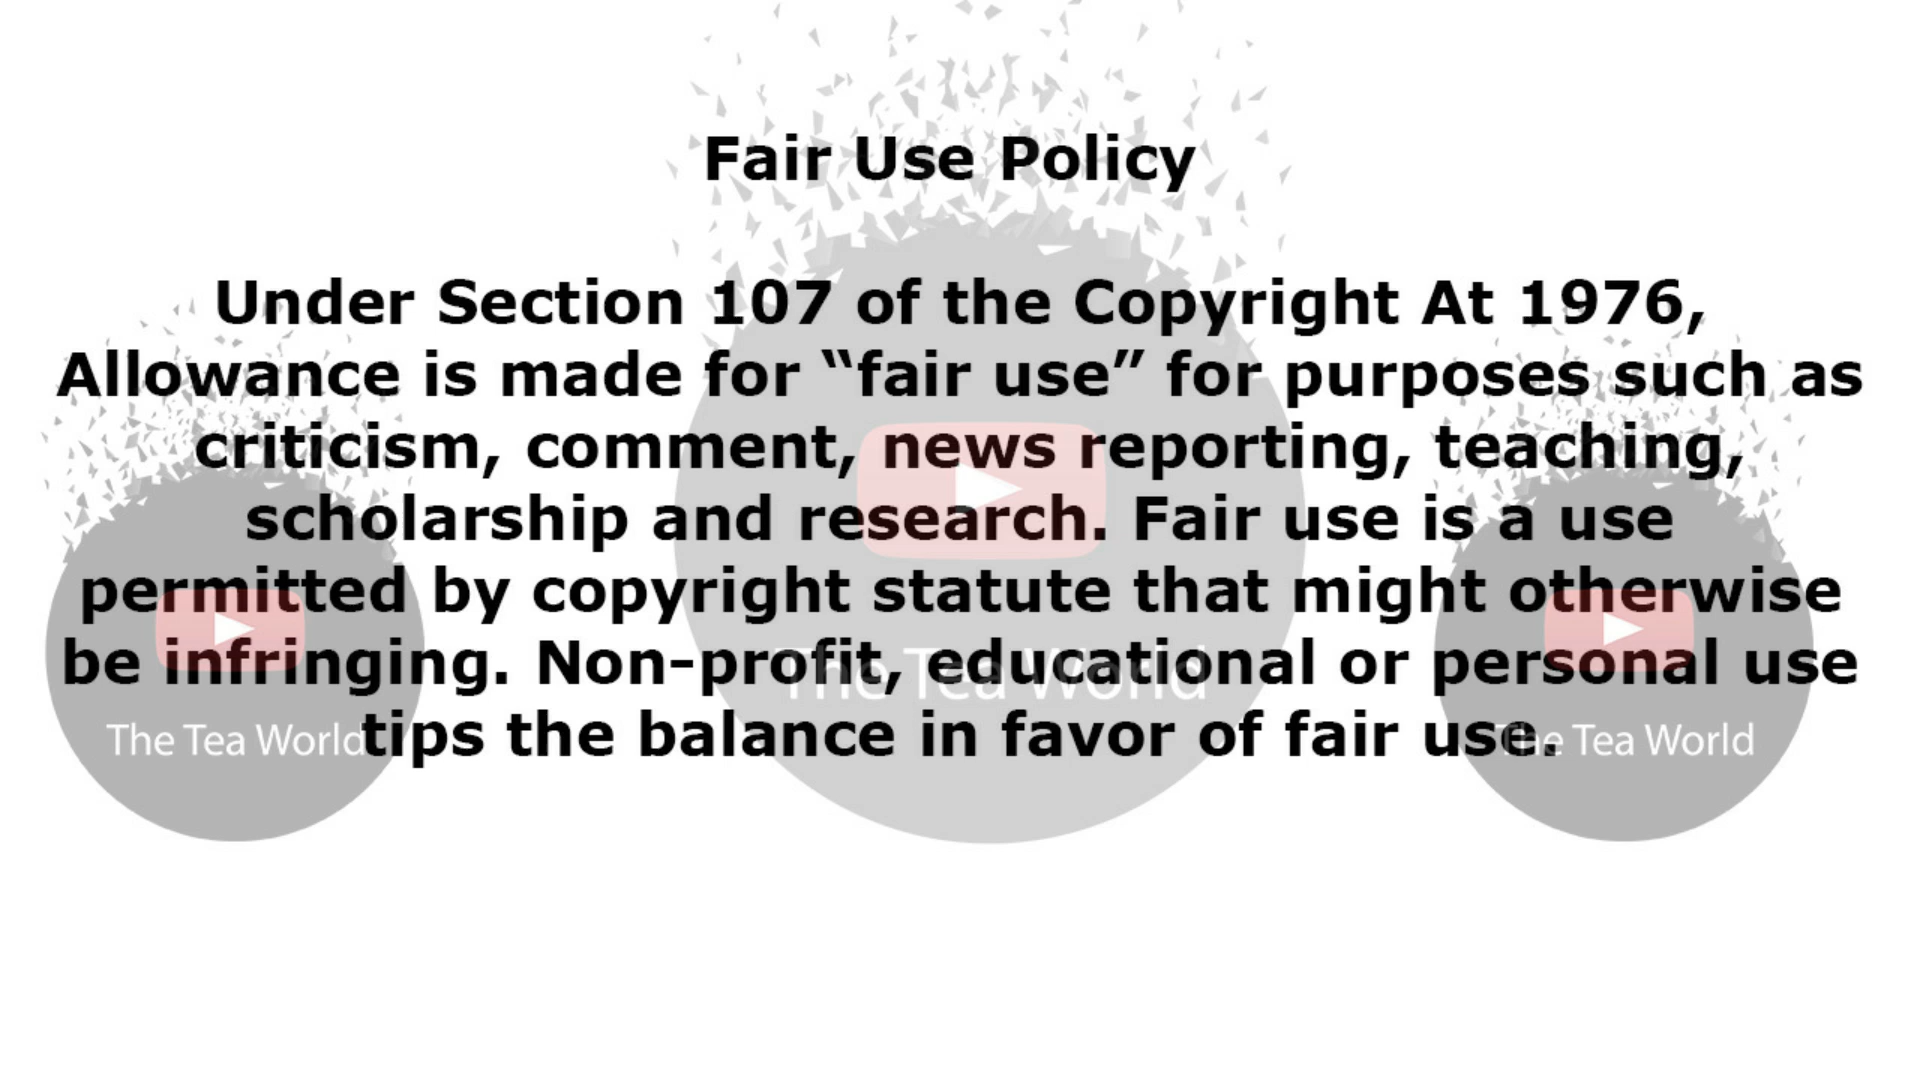 Fair Use Policy
Under Section 107 of the Copyright At 1976,
Allowance is made for “fair use” for purposes such as
criticism, comment, news reporting, teaching,
scholarship and research. Fair use is a use
permitted by copyright statute that might otherwise
be infringing. Non-profit, educational or personal use
tips the balance in favor of fair use.
The Tea World
The Tea World
The Tea World